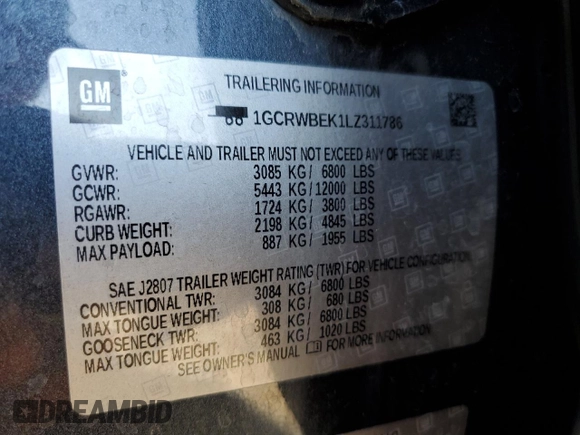 GM
TRAILERING INFORMATION
1GCRWBEK1LZ311786
VEHICLE AND TRAILER MUST NOT EXCEED ANY OF THESE VALUES.
GVWR: 3085 KG/ 6800 LBS
GCWR: 5443 KG/12000 LBS
RGAWR: 1724 KG/ 3800 LBS
CURB WEIGHT: 2198 KG/ 4845 LBS
MAX PAYLOAD: 887 KG/ 1955 LBS
SAE J2807 TRAILER WEIGHT RATING (TWR) FOR VEHICLE CONFIGURATION.
CONVENTIONAL TWR: 3084 KG/ 6800 LBS
MAX TONGUE WEIGHT: 308 KG/ 680 LBS
GOOSENECK TWR: 3084 KG/ 6800 LBS
MAX TONGUE WEIGHT: 463 KG/ 1020 LBS
SEE OWNER'S MANUAL FOR MORE INFORMATION
DREAMBID